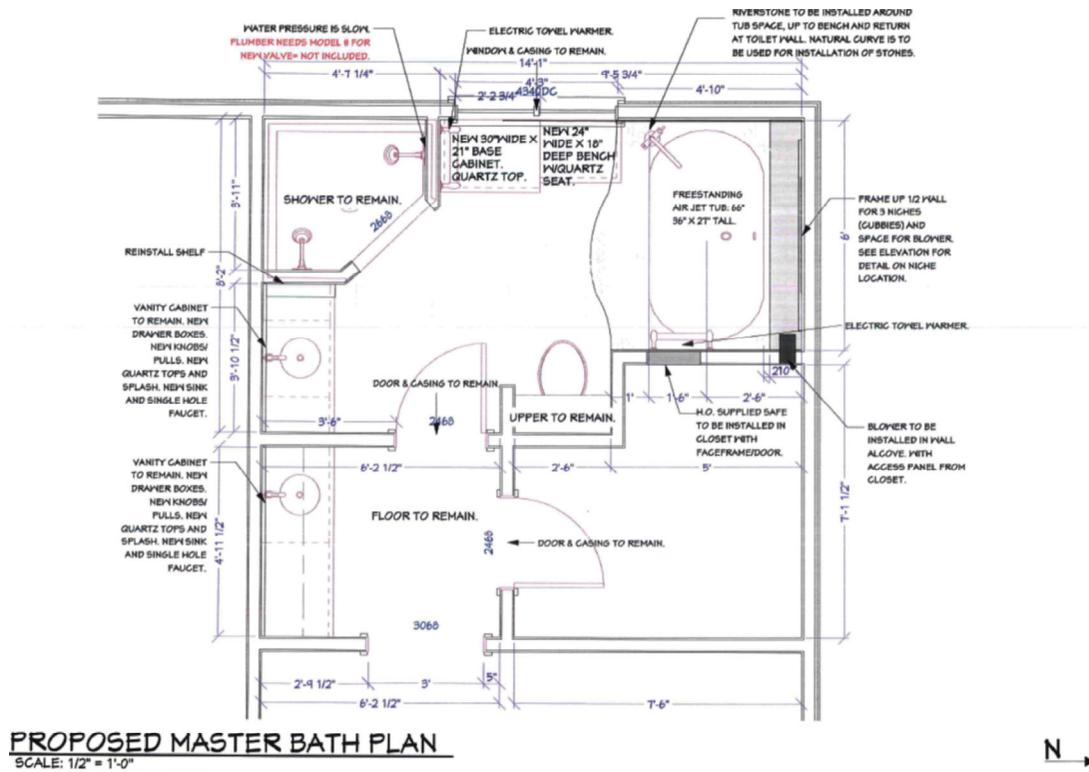 WATER PRESSURE IS SLOW.
PLUMBER NEEDS MODEL # FOR
NEW VALVE= NOT INCLUDED.
ELECTRIC TOWEL WARMER.
WINDOW & CASING TO REMAIN.
RIVERSTONE TO BE INSTALLED AROUND
TUB SPACE, UP TO BENCH AND RETURN
AT TOILET WALL. NATURAL CURVE IS TO
BE USED FOR INSTALLATION OF STONES.
14'-1"
4'-7 1/4"
4'-3"
9'-5 3/4"
2'-2 3/4"
4340DC
4'-10"
NEW 30"WIDE X
21" BASE
CABINET.
QUARTZ TOP.
NEW 24"
WIDE X 18"
DEEP BENCH
W/QUARTZ
SEAT.
3'-11"
SHOWER TO REMAIN.
2668
FREESTANDING
AIR JET TUB: 66"
36" X 27" TALL.
6'
FRAME UP 1/2 WALL
FOR 3 NICHES
(CUBBIES) AND
SPACE FOR BLOWER.
SEE ELEVATION FOR
DETAIL ON NICHE
LOCATION.
REINSTALL SHELF
8'-2"
VANITY CABINET
TO REMAIN. NEW
DRAWER BOXES.
NEW KNOBS/
PULLS. NEW
QUARTZ TOPS AND
SPLASH. NEW SINK
AND SINGLE HOLE
FAUCET.
3'-10 1/2"
ELECTRIC TOWEL WARMER.
210
DOOR & CASING TO REMAIN
2468
3'-6"
UPPER TO REMAIN.
1'
1'-6"
2'-6"
H.O. SUPPLIED SAFE
TO BE INSTALLED IN
CLOSET WITH
FACEFRAME/DOOR.
BLOWER TO BE
INSTALLED IN WALL
ALCOVE. WITH
ACCESS PANEL FROM
CLOSET.
6'-2 1/2"
2'-6"
5'
VANITY CABINET
TO REMAIN. NEW
DRAWER BOXES.
NEW KNOBS/
PULLS. NEW
QUARTZ TOPS AND
SPLASH. NEW SINK
AND SINGLE HOLE
FAUCET.
4'-11 1/2"
FLOOR TO REMAIN.
2468
DOOR & CASING TO REMAIN.
7'-1 1/2"
3068
2'-9 1/2"
3'
5"
6'-2 1/2"
7'-6"
PROPOSED MASTER BATH PLAN
SCALE: 1/2" = 1'-0"
N